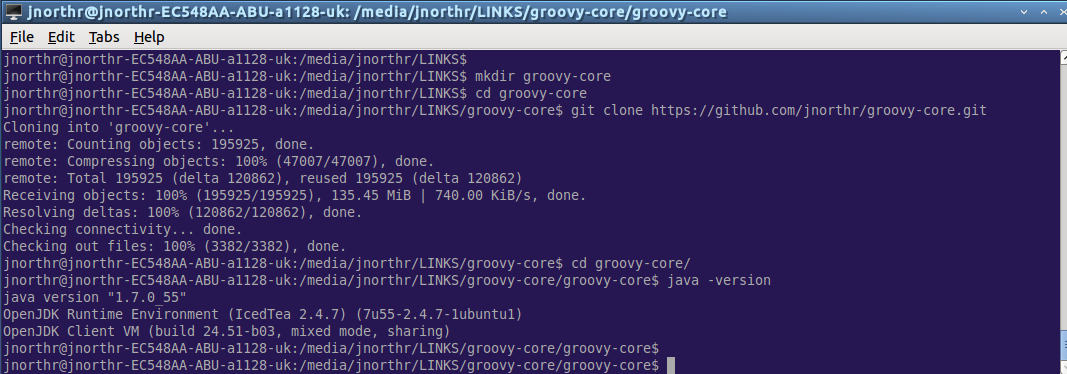 jnorthr@jnorthr-EC548AA-ABU-a1128-uk: /media/jnorthr/LINKS/groovy-core/groovy-core
File Edit Tabs Help
jnorthr@jnorthr-EC548AA-ABU-a1128-uk:/media/jnorthr/LINKS$
jnorthr@jnorthr-EC548AA-ABU-a1128-uk:/media/jnorthr/LINKS$ mkdir groovy-core
jnorthr@jnorthr-EC548AA-ABU-a1128-uk:/media/jnorthr/LINKS$ cd groovy-core
jnorthr@jnorthr-EC548AA-ABU-a1128-uk:/media/jnorthr/LINKS/groovy-core$ git clone https://github.com/jnorthr/groovy-core.git
Cloning into 'groovy-core'...
remote: Counting objects: 195925, done.
remote: Compressing objects: 100% (47007/47007), done.
remote: Total 195925 (delta 120862), reused 195925 (delta 120862)
Receiving objects: 100% (195925/195925), 135.45 MiB | 740.00 KiB/s, done.
Resolving deltas: 100% (120862/120862), done.
Checking connectivity... done.
Checking out files: 100% (3382/3382), done.
jnorthr@jnorthr-EC548AA-ABU-a1128-uk:/media/jnorthr/LINKS/groovy-core$ cd groovy-core/
jnorthr@jnorthr-EC548AA-ABU-a1128-uk:/media/jnorthr/LINKS/groovy-core/groovy-core$ java -version
java version "1.7.0_55"
OpenJDK Runtime Environment (IcedTea 2.4.7) (7u55-2.4.7-1ubuntu1)
OpenJDK Client VM (build 24.51-b03, mixed mode, sharing)
jnorthr@jnorthr-EC548AA-ABU-a1128-uk:/media/jnorthr/LINKS/groovy-core/groovy-core$
jnorthr@jnorthr-EC548AA-ABU-a1128-uk:/media/jnorthr/LINKS/groovy-core/groovy-core$